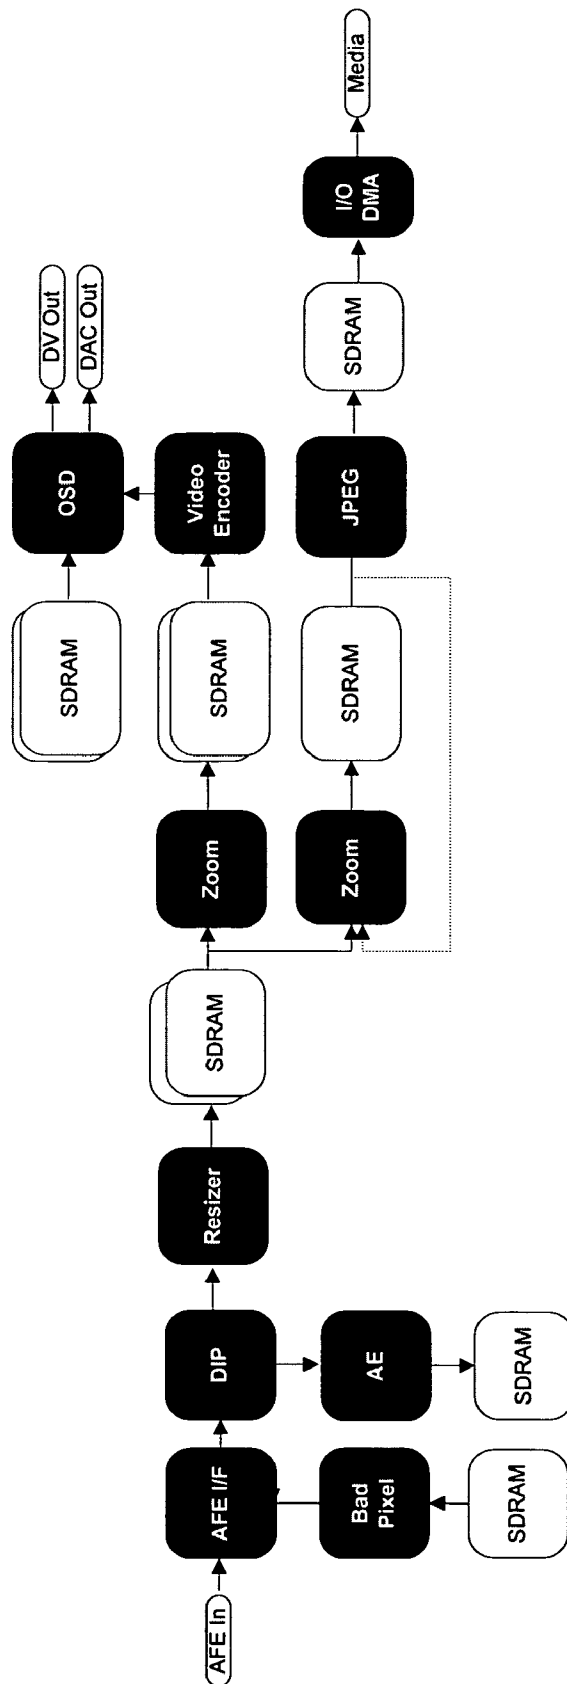 AFE In
AFE I/F
Bad
Pixel
SDRAM
DIP
AE
SDRAM
Resizer
SDRAM
Zoom
SDRAM
Video
Encoder
SDRAM
OSD
DV Out
DAC Out
Zoom
SDRAM
JPEG
SDRAM
I/O
DMA
Media